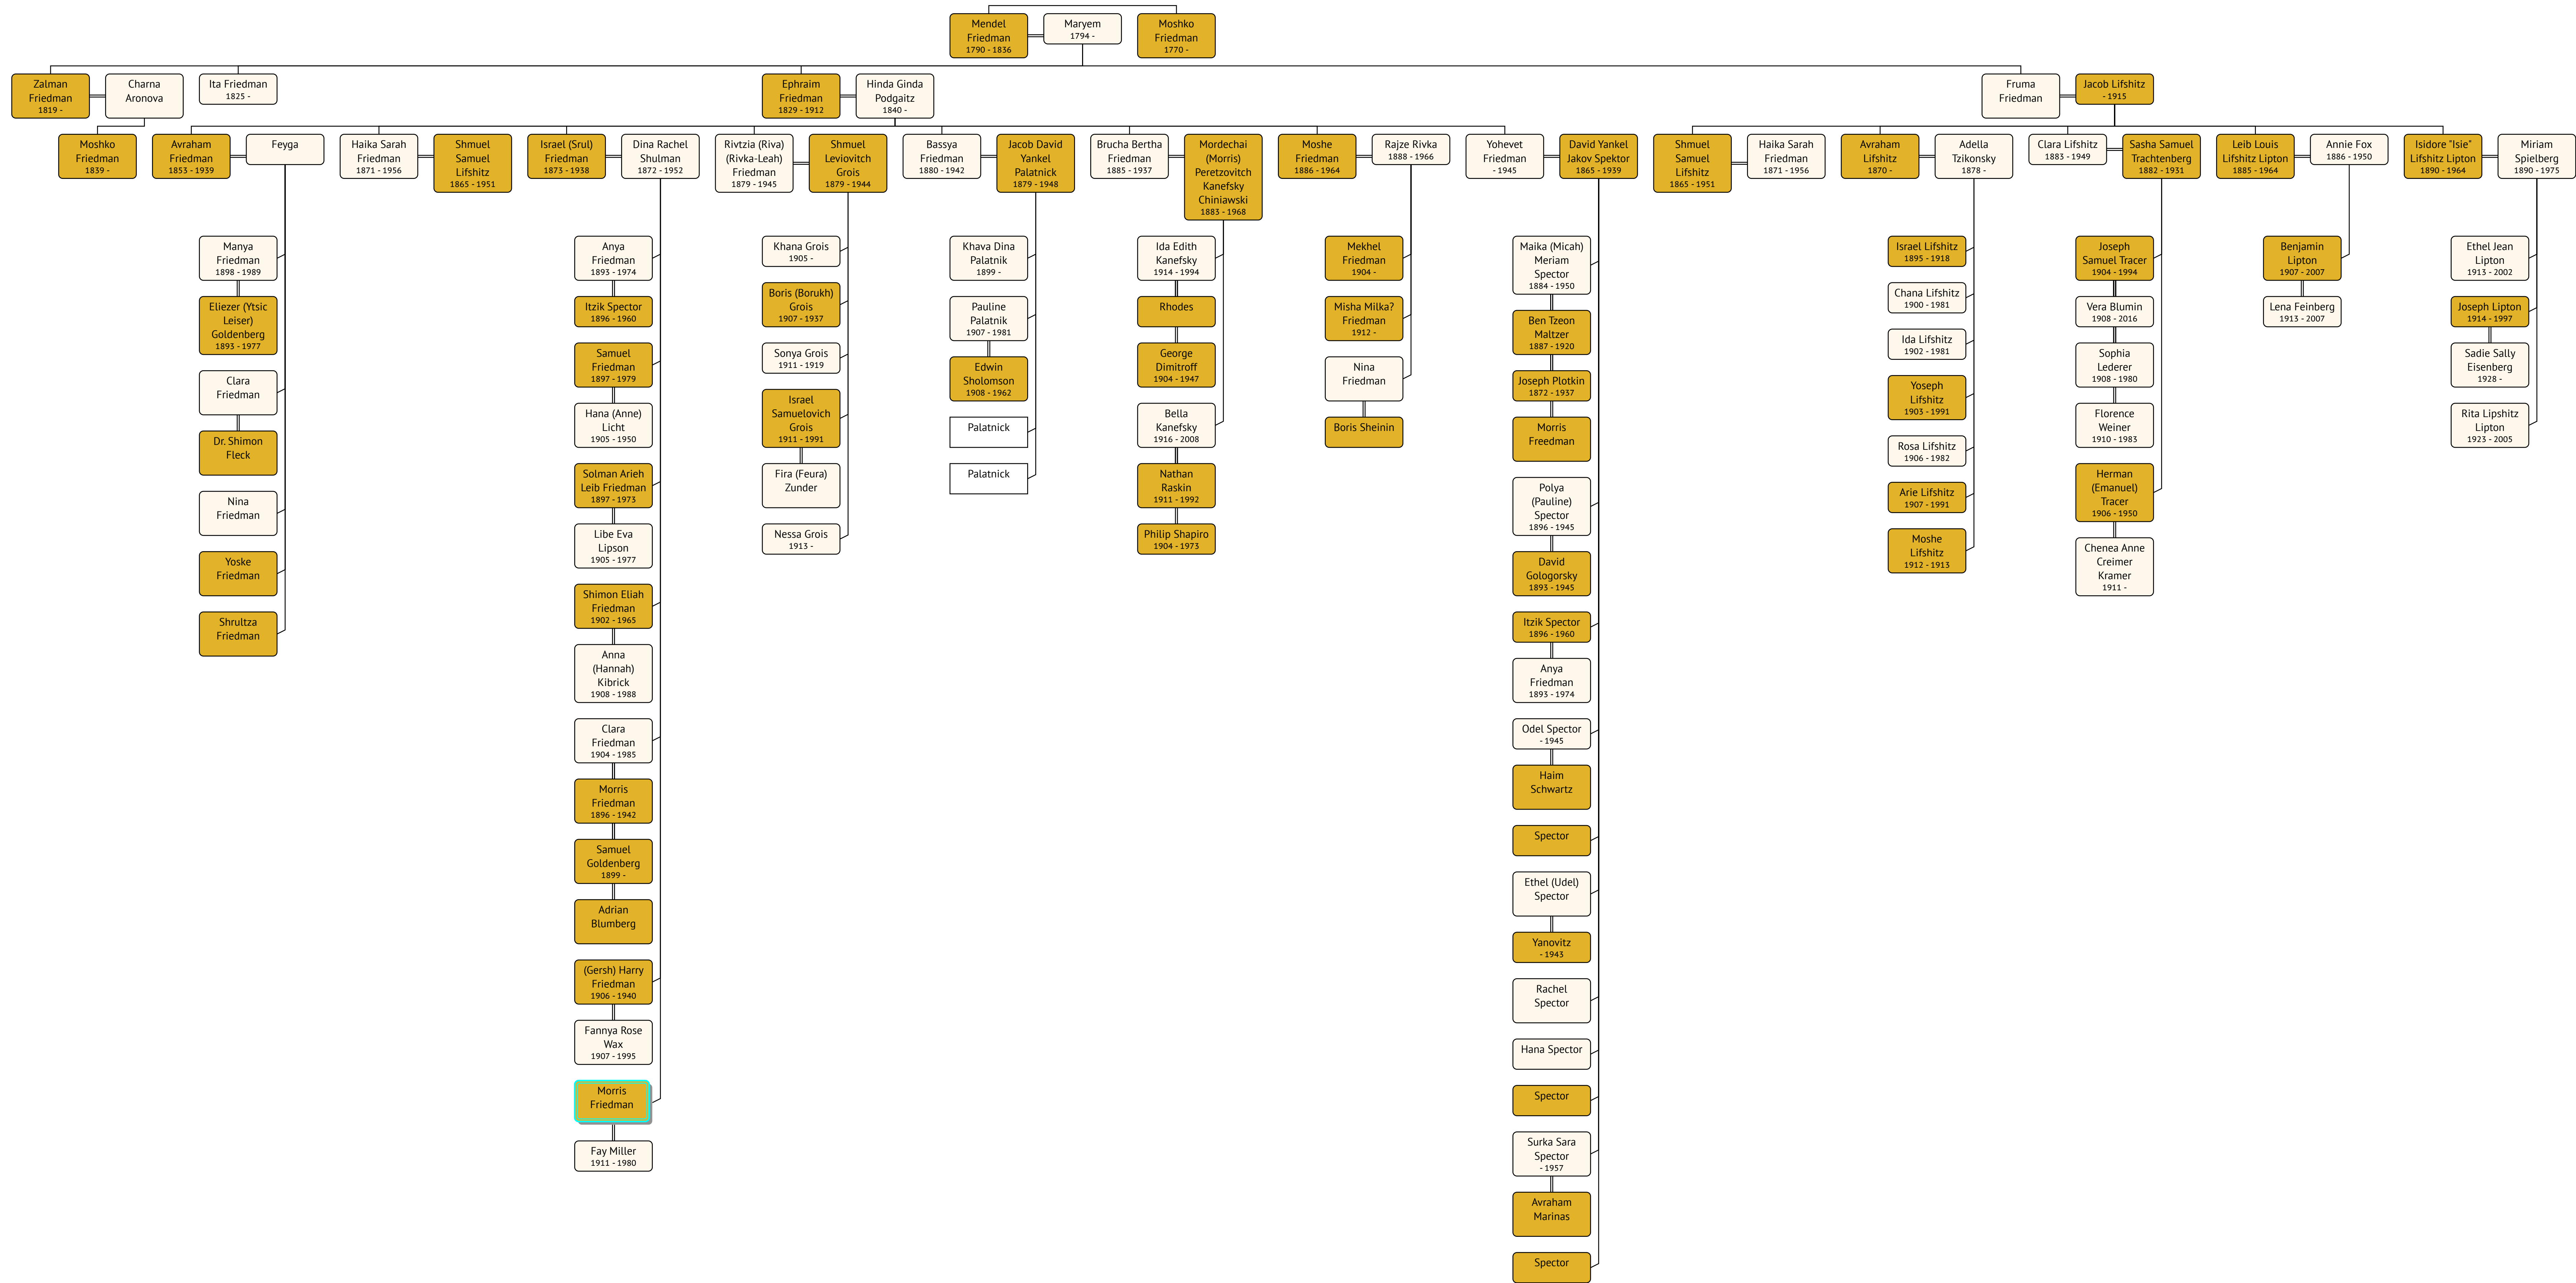 Mendel
Friedman
1790 - 1836
Maryem
1794 -
Moshko
Friedman
1770 -
Zalman
Friedman
1819 -
Charna
Aronova
Ita Friedman
1825 -
Ephraim
Friedman
1829 - 1912
Hinda Ginda
Podgaitz
1840 -
Fruma
Friedman
Jacob Lifshitz
- 1915
Moshko
Friedman
1839 -
Avraham
Friedman
1853 - 1939
Feyga
Haika Sarah
Friedman
1871 - 1956
Shmuel
Samuel
Lifshitz
1865 - 1951
Israel (Srul)
Friedman
1873 - 1938
Dina Rachel
Shulman
1872 - 1952
Rivtzia (Riva)
(Rivka-Leah)
Friedman
1879 - 1945
Shmuel
Leviovitch
Grois
1879 - 1944
Bassya
Friedman
1880 - 1942
Jacob David
Yankel
Palatnick
1879 - 1948
Brucha Bertha
Friedman
1885 - 1937
Mordechai
(Morris)
Peretzovitch
Kanefsky
Chiniawski
1883 - 1968
Moshe
Friedman
1886 - 1964
Rajze Rivka
1888 - 1966
Yohevet
Friedman
- 1945
David Yankel
Jakov Spektor
1865 - 1939
Shmuel
Samuel
Lifshitz
1865 - 1951
Haika Sarah
Friedman
1871 - 1956
Avraham
Lifshitz
1870 -
Adella
Tzikonsky
1878 -
Clara Lifshitz
1883 - 1949
Sasha Samuel
Trachtenberg
1882 - 1931
Leib Louis
Lifshitz Lipton
1885 - 1964
Annie Fox
1886 - 1950
Isidore "Isie"
Lifshitz Lipton
1890 - 1964
Miriam
Spielberg
1890 - 1975
Manya
Friedman
1898 - 1989
Eliezer (Ytsic
Leiser)
Goldenberg
1893 - 1977
Clara
Friedman
Dr. Shimon
Fleck
Nina
Friedman
Yoske
Friedman
Shrultza
Friedman
Anya
Friedman
1893 - 1974
Itzik Spector
1896 - 1960
Samuel
Friedman
1897 - 1979
Hana (Anne)
Licht
1905 - 1950
Solman Arieh
Leib Friedman
1897 - 1973
Libe Eva
Lipson
1905 - 1977
Shimon Eliah
Friedman
1902 - 1965
Anna
(Hannah)
Kibrick
1908 - 1988
Clara
Friedman
1904 - 1985
Morris
Friedman
1896 - 1942
Samuel
Goldenberg
1899 -
Adrian
Blumberg
(Gersh) Harry
Friedman
1906 - 1940
Fannya Rose
Wax
1907 - 1995
Morris
Friedman
Fay Miller
1911 - 1980
Khana Grois
1905 -
Boris (Borukh)
Grois
1907 - 1937
Sonya Grois
1911 - 1919
Israel
Samuelovich
Grois
1911 - 1991
Fira (Feura)
Zunder
Nessa Grois
1913 -
Khava Dina
Palatnik
1899 -
Pauline
Palatnik
1907 - 1981
Edwin
Sholomson
1908 - 1962
Palatnick
Palatnick
Ida Edith
Kanefsky
1914 - 1994
Rhodes
George
Dimitroff
1904 - 1947
Bella
Kanefsky
1916 - 2008
Nathan
Raskin
1911 - 1992
Philip Shapiro
1904 - 1973
Mekhel
Friedman
1904 -
Misha Milka?
Friedman
1912 -
Nina
Friedman
Boris Sheinin
Maika (Micah)
Meriam
Spector
1884 - 1950
Ben Tzeon
Maltzer
1887 - 1920
Joseph Plotkin
1872 - 1937
Morris
Freedman
Polya
(Pauline)
Spector
1896 - 1945
David
Gologorsky
1893 - 1945
Itzik Spector
1896 - 1960
Anya
Friedman
1893 - 1974
Odel Spector
- 1945
Haim
Schwartz
Spector
Ethel (Udel)
Spector
Yanovitz
- 1943
Rachel
Spector
Hana Spector
Spector
Surka Sara
Spector
- 1957
Avraham
Marinas
Spector
Israel Lifshitz
1895 - 1918
Chana Lifshitz
1900 - 1981
Ida Lifshitz
1902 - 1981
Yoseph
Lifshitz
1903 - 1991
Rosa Lifshitz
1906 - 1982
Arie Lifshitz
1907 - 1991
Moshe
Lifshitz
1912 - 1913
Joseph
Samuel Tracer
1904 - 1994
Vera Blumin
1908 - 2016
Sophia
Lederer
1908 - 1980
Florence
Weiner
1910 - 1983
Herman
(Emanuel)
Tracer
1906 - 1950
Chenea Anne
Creimer
Kramer
1911 -
Benjamin
Lipton
1907 - 2007
Lena Feinberg
1913 - 2007
Ethel Jean
Lipton
1913 - 2002
Joseph Lipton
1914 - 1997
Sadie Sally
Eisenberg
1928 -
Rita Lipshitz
Lipton
1923 - 2005